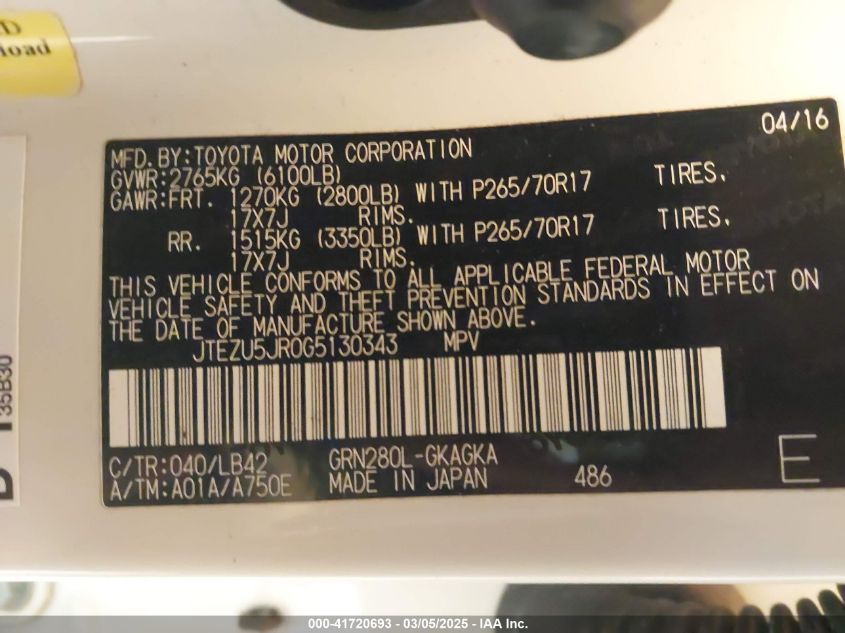 D
load
04/16
MFD. BY: TOYOTA MOTOR CORPORATION
GVWR: 2765KG (6100LB)
GAWR: FRT. 1270KG (2800LB) WITH P265/70R17 TIRES,
17X7J RIMS.
RR. 1515KG (3350LB) WITH P265/70R17 TIRES,
17X7J RIMS.
THIS VEHICLE CONFORMS TO ALL APPLICABLE FEDERAL MOTOR
VEHICLE SAFETY AND THEFT PREVENTION STANDARDS IN EFFECT ON
THE DATE OF MANUFACTURE SHOWN ABOVE.
JTEZU5JR0G5130343 MPV
C/TR: 040/LB42 GRN280L-GKAGKA
A/TM: A01A/A750E MADE IN JAPAN 486 E
35B30
000-41720693 - 03/05/2025 - IAA Inc.